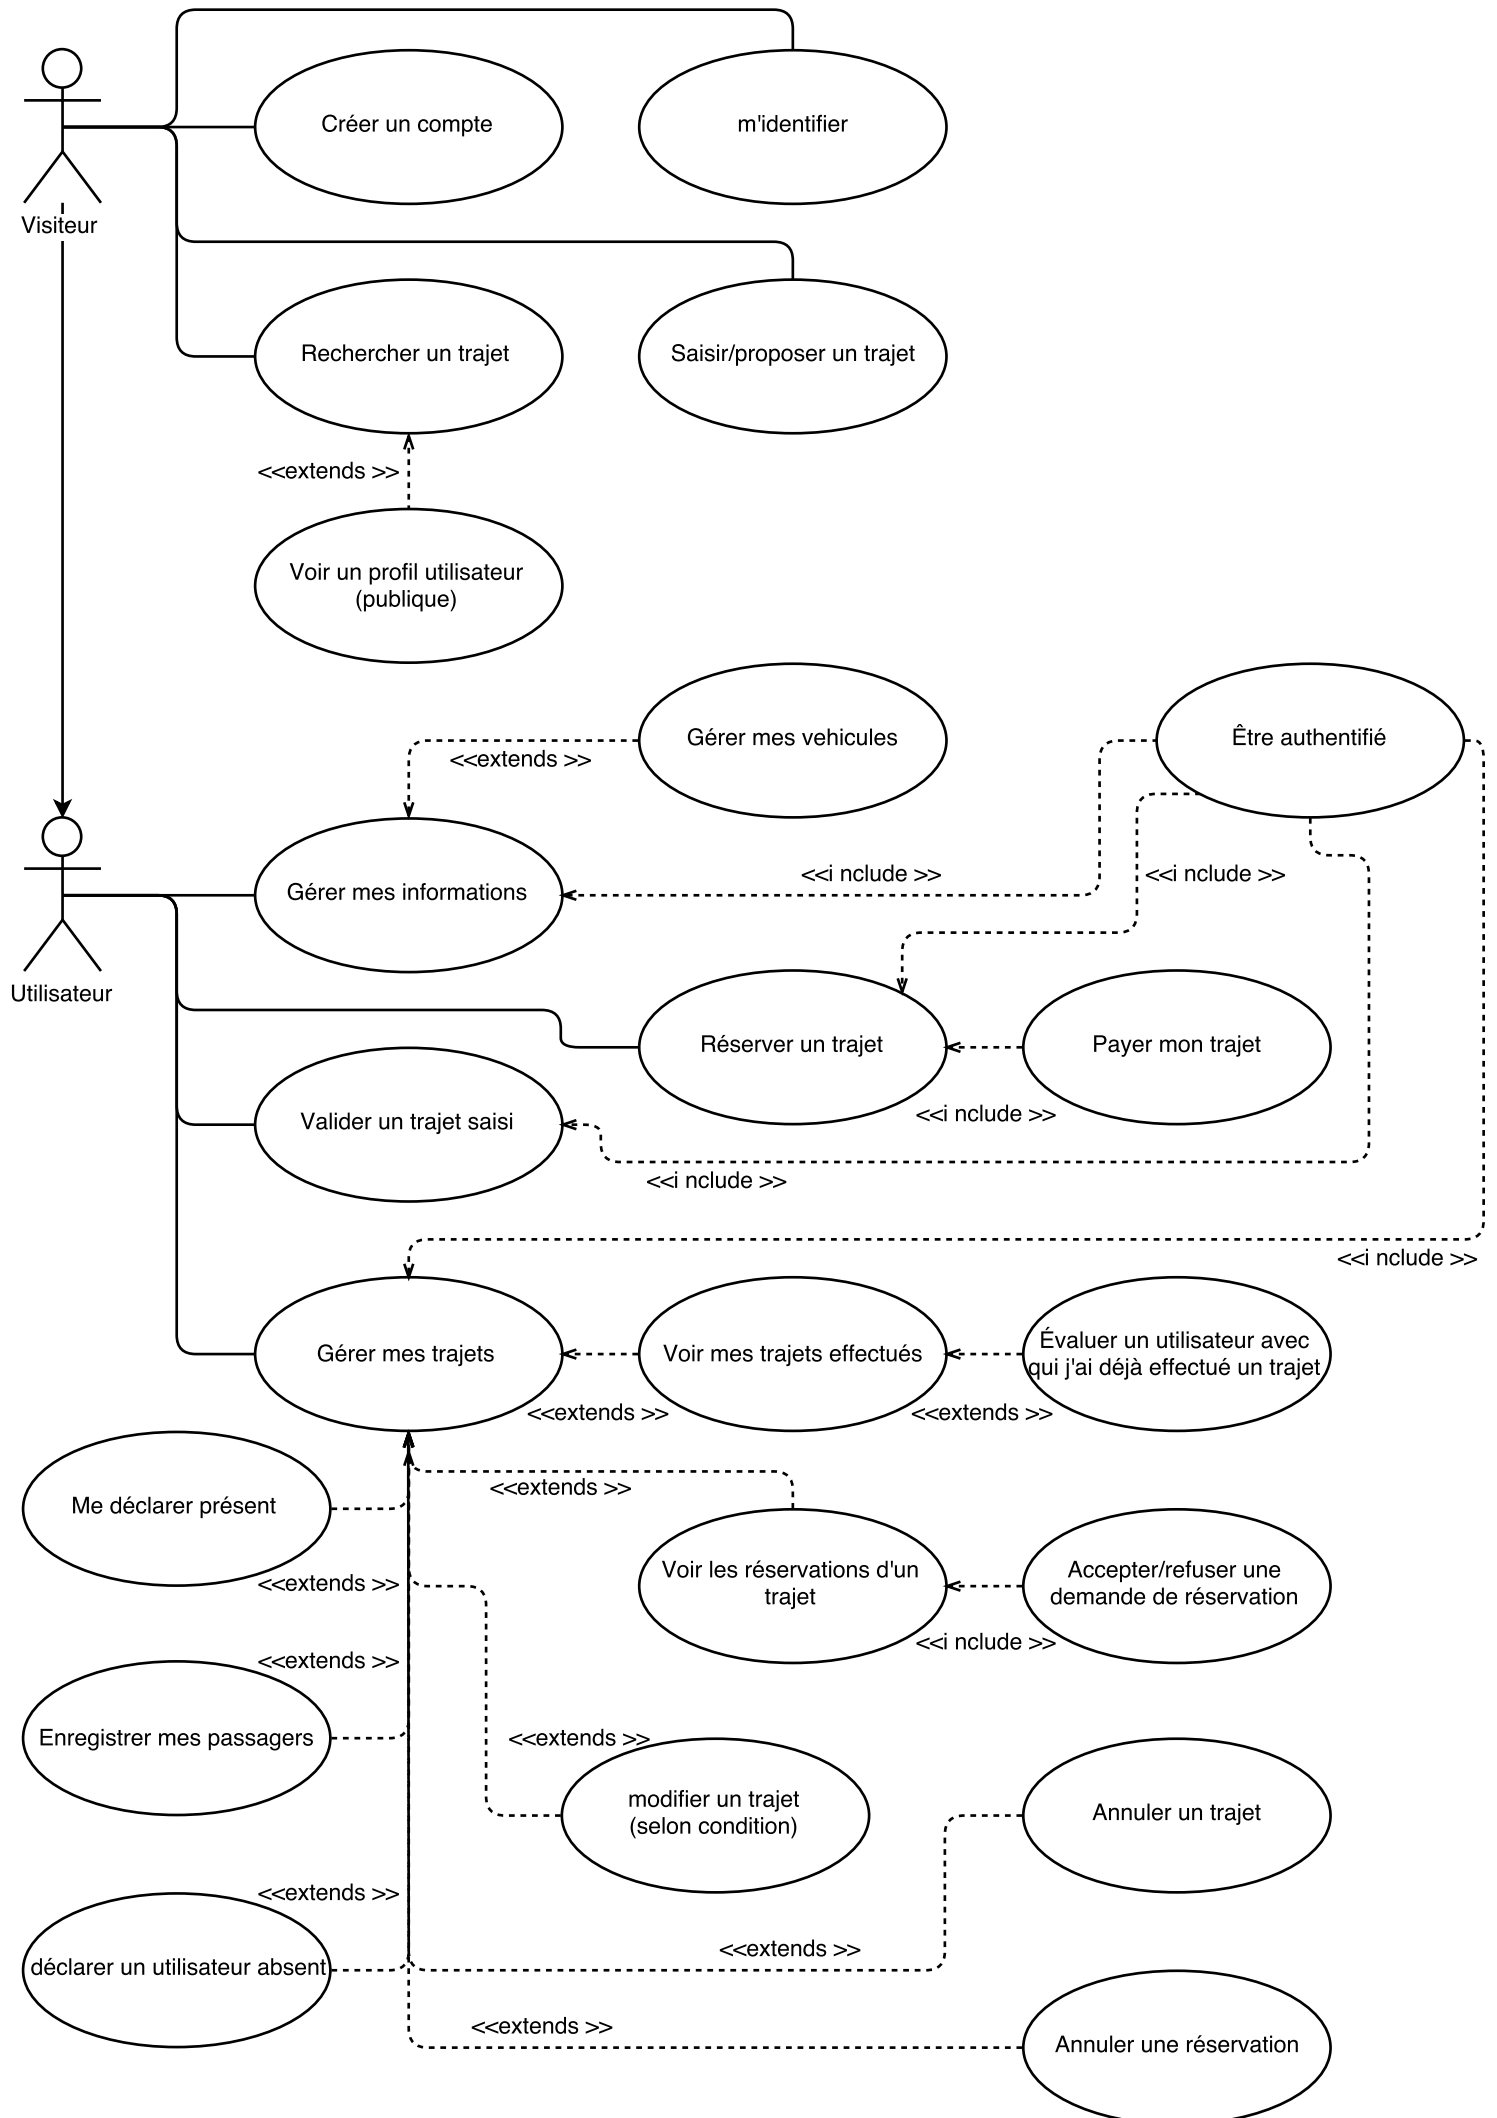 Créer un compte
m'identifier
Visiteur
Rechercher un trajet
Saisir/proposer un trajet
<<extends >>
Voir un profil utilisateur
(publique)
Gérer mes vehicules
Être authentifié
<<extends >>
Gérer mes informations
<<i nclude >>
<<i nclude >>
Utilisateur
Réserver un trajet
Payer mon trajet
<<i nclude >>
Valider un trajet saisi
<<i nclude >>
<<i nclude >>
Gérer mes trajets
Voir mes trajets effectués
Évaluer un utilisateur avec
qui j'ai déjà effectué un trajet
<<extends >>
<<extends >>
Me déclarer présent
<<extends >>
<<extends >>
Voir les réservations d'un
trajet
Accepter/refuser une
demande de réservation
<<i nclude >>
<<extends >>
Enregistrer mes passagers
<<extends >>
modifier un trajet
(selon condition)
Annuler un trajet
<<extends >>
déclarer un utilisateur absent
<<extends >>
<<extends >>
Annuler une réservation